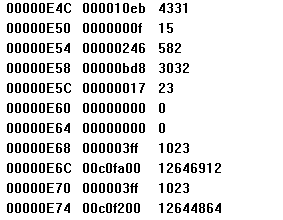 00000E4C 000010eb 4331
00000E50 0000000f 15
00000E54 00000246 582
00000E58 00000bd8 3032
00000E5C 00000017 23
00000E60 00000000 0
00000E64 00000000 0
00000E68 000003ff 1023
00000E6C 00c0fa00 12646912
00000E70 000003ff 1023
00000E74 00c0f200 12644864